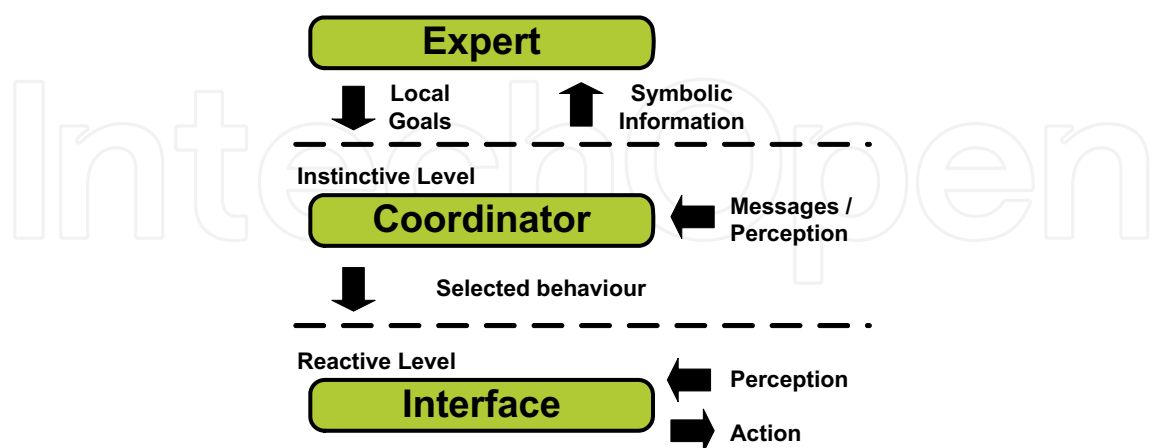 Expert
Local
Goals
Symbolic
Information
Instinctive Level
Coordinator
Messages /
Perception
Selected behaviour
Reactive Level
Interface
Perception
Action
IntechOpen